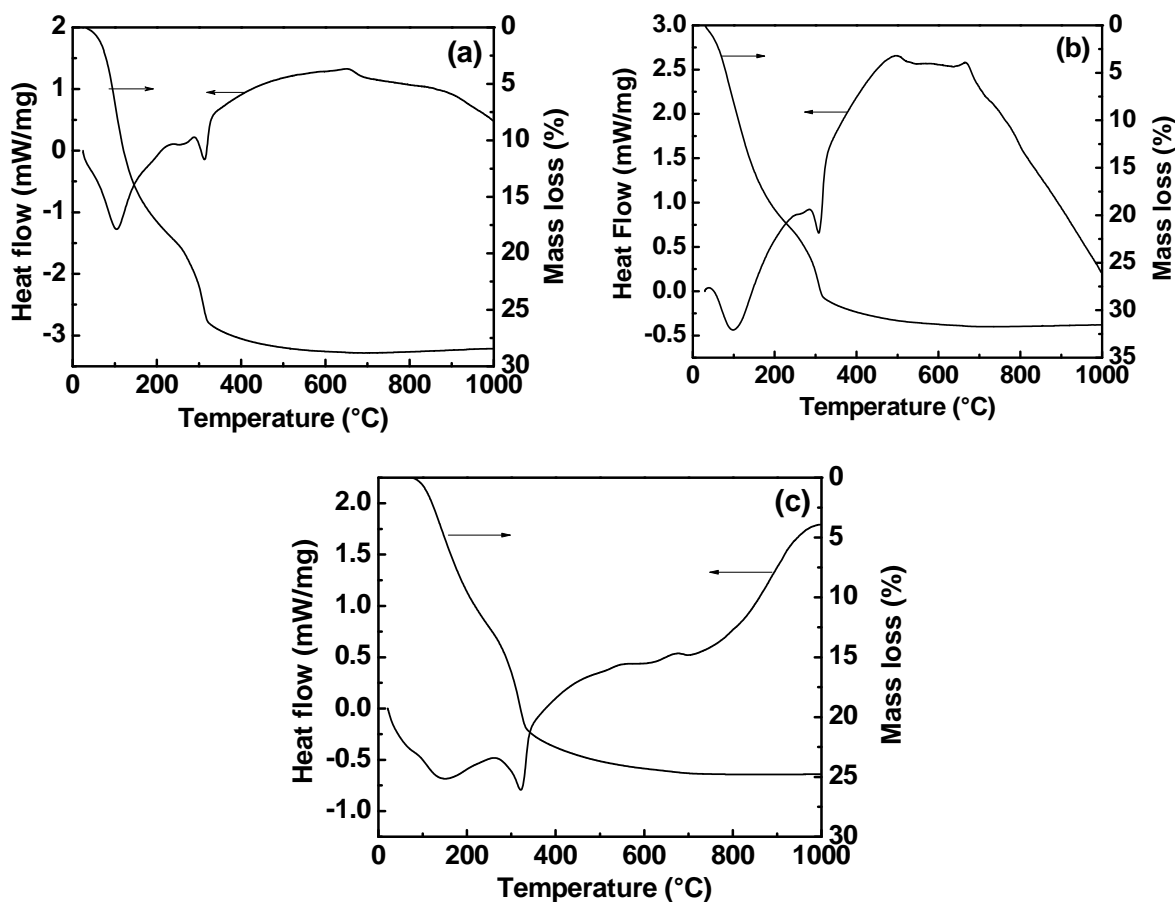 (a)
Heat flow (mW/mg)
2
1
0
-1
-2
-3
0
5
10
15
20
25
30
Mass loss (%)
0 200 400 600 800 1000
Temperature (°C)
(b)
Heat Flow (mW/mg)
3.0
2.5
2.0
1.5
1.0
0.5
0.0
-0.5
0
5
10
15
20
25
30
35
Mass loss (%)
0 200 400 600 800 1000
Temperature (°C)
(c)
Heat flow (mW/mg)
2.0
1.5
1.0
0.5
0.0
-0.5
-1.0
0
5
10
15
20
25
30
Mass loss (%)
0 200 400 600 800 1000
Temperature (°C)